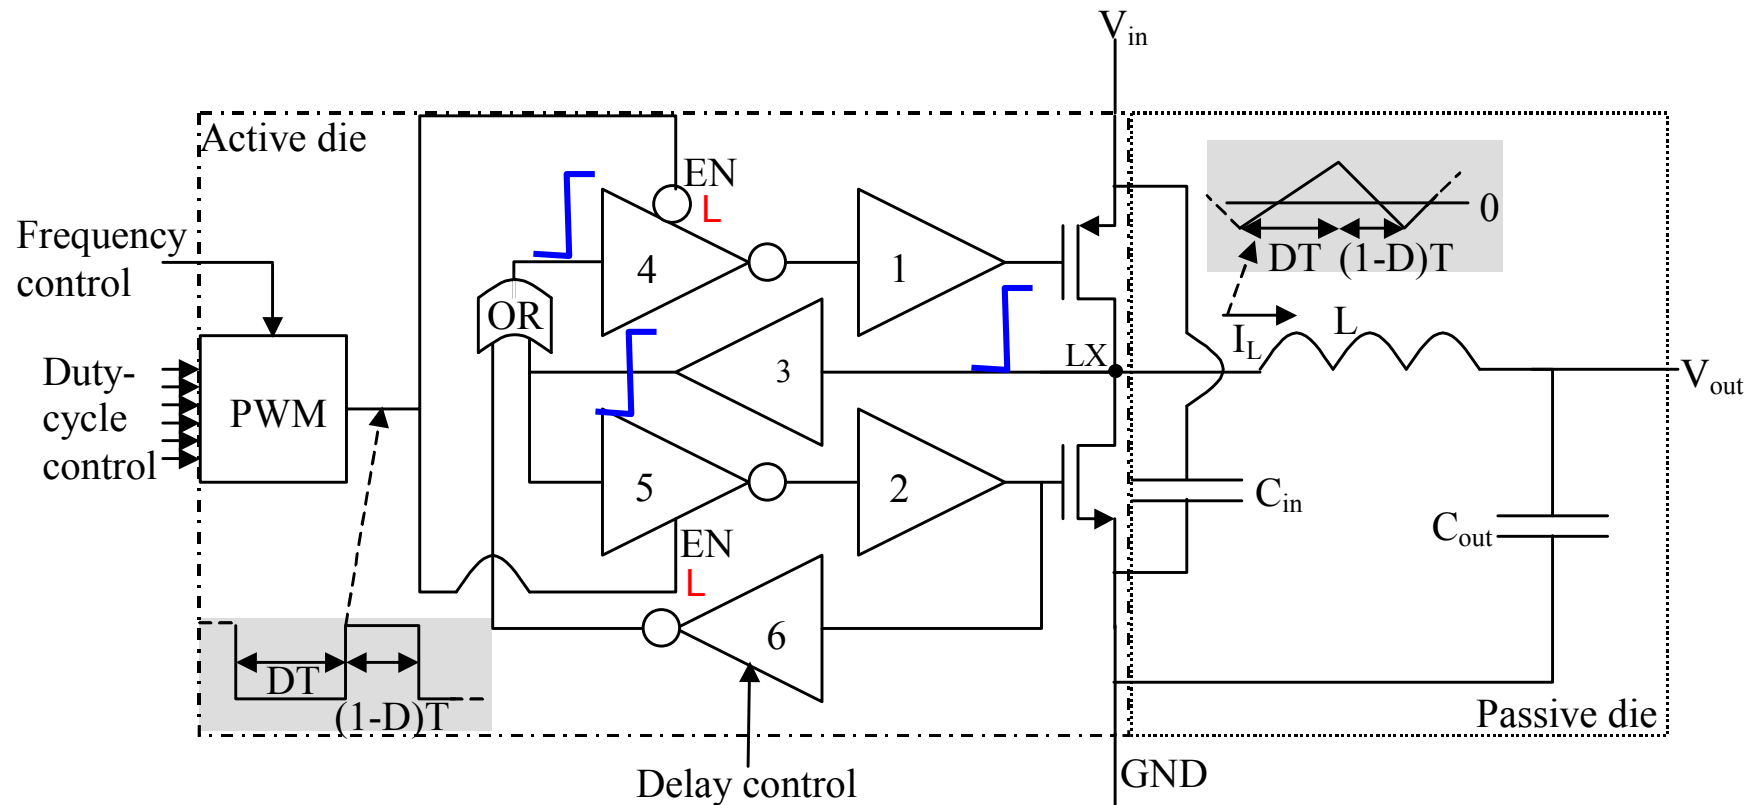 Vin
Active die
EN
L
Frequency
control
4
1
0
DT (1-D)T
OR
IL
L
3
LX
Duty-
cycle
control
PWM
Vout
5
2
Cin
Cout
EN
L
6
DT
(1-D)T
Passive die
Delay control
GND